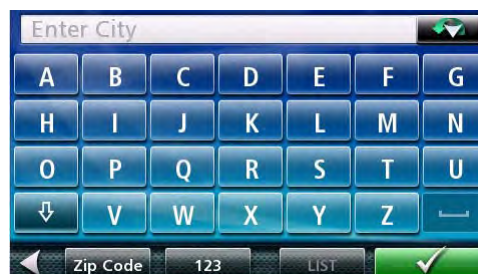 Enter City
A B C D E F G
H I J K L M N
O P Q R S T U
V W X Y Z
Zip Code 123 LIST